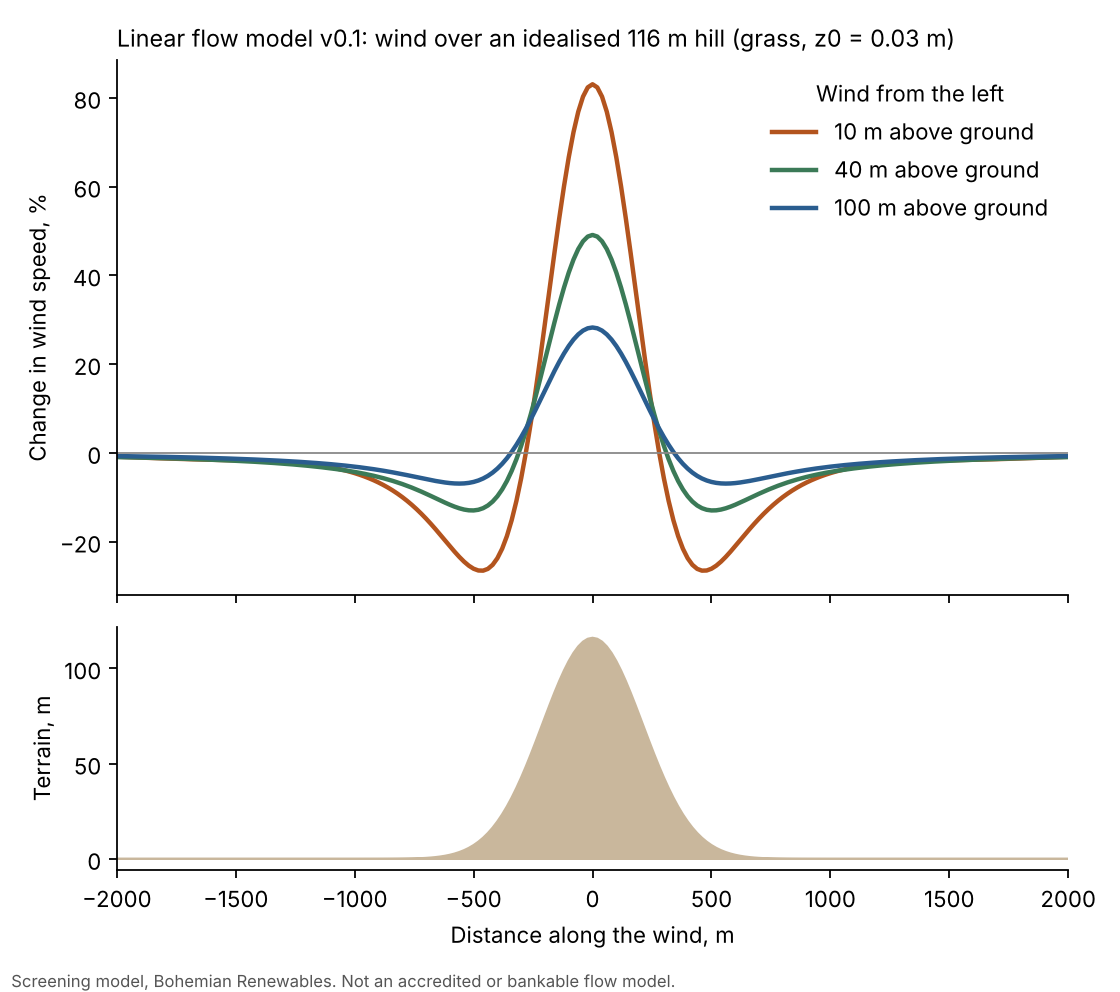 Linear flow model v0.1: wind over an idealised 116 m hill (grass, z0 = 0.03 m)
Wind from the left
10 m above ground
40 m above ground
100 m above ground
Change in wind speed, %
80
60
40
20
0
−20
Terrain, m
100
50
0
−2000 −1500 −1000 −500 0 500 1000 1500 2000
Distance along the wind, m
Screening model, Bohemian Renewables. Not an accredited or bankable flow model.